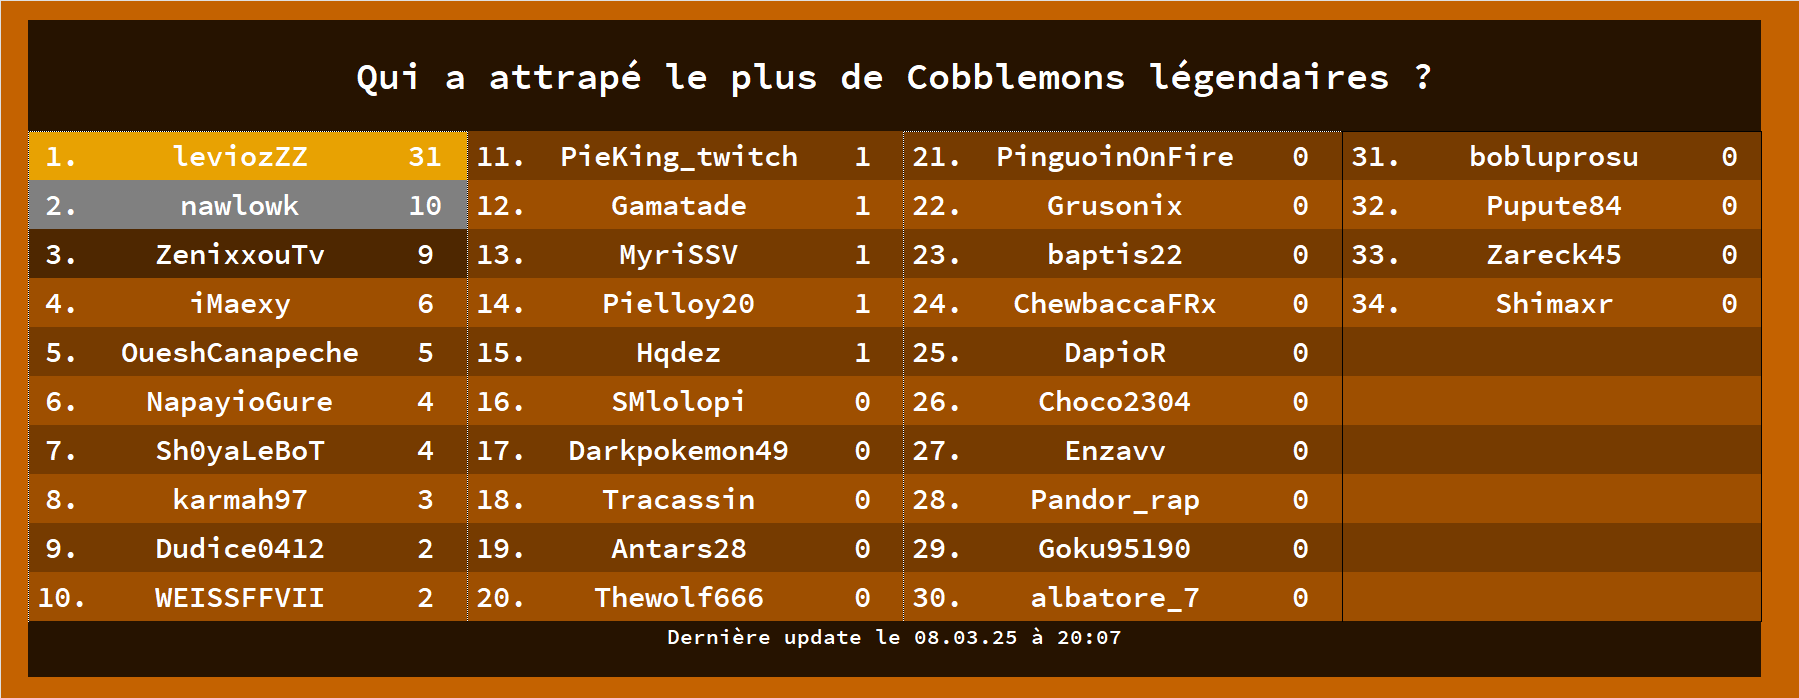 Qui a attrapé le plus de Cobblemons légendaires ?
1. leviozZZ 31
2. nawlowk 10
3. ZenixxouTv 9
4. iMaexy 6
5. OueshCanapeche 5
6. NapayioGure 4
7. Sh0yaLeBoT 4
8. karmah97 3
9. Dudice0412 2
10. WEISSFFVII 2
11. PieKing_twitch 1
12. Gamatade 1
13. MyriSSV 1
14. Pielloy20 1
15. Hqdez 1
16. SMlolopi 0
17. Darkpokemon49 0
18. Tracassin 0
19. Antars28 0
20. Thewolf666 0
21. PinguoinOnFire 0
22. Grusonix 0
23. baptis22 0
24. ChewbaccaFRx 0
25. DapioR 0
26. Choco2304 0
27. Enzavv 0
28. Pandor_rap 0
29. Goku95190 0
30. albatore_7 0
31. bobluprosu 0
32. Pupute84 0
33. Zareck45 0
34. Shimaxr 0
Dernière update le 08.03.25 à 20:07